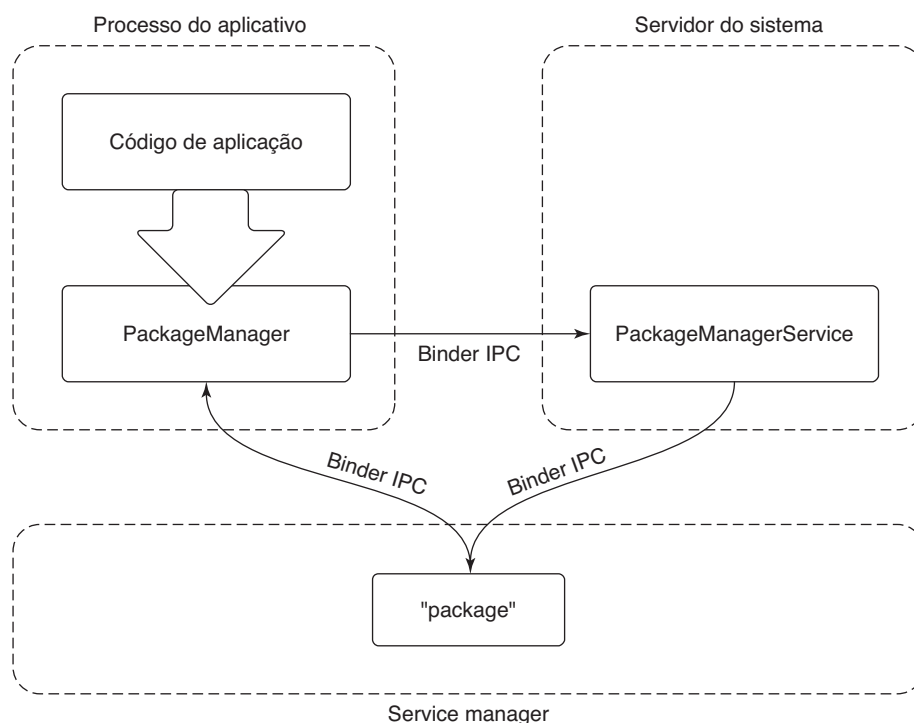 Processo do aplicativo
Servidor do sistema
Código de aplicação
PackageManager
Binder IPC
PackageManagerService
Binder IPC
Binder IPC
"package"
Service manager